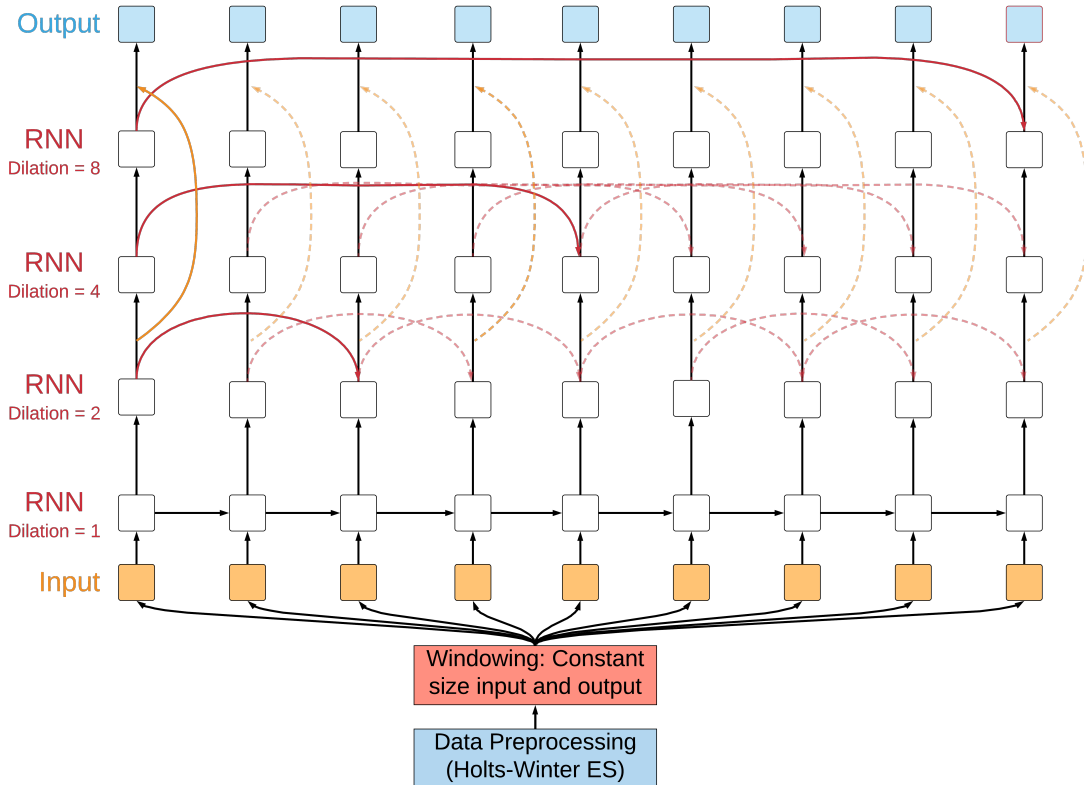 Output
RNN
Dilation = 8
RNN
Dilation = 4
RNN
Dilation = 2
RNN
Dilation = 1
Input
Windowing: Constant
size input and output
Data Preprocessing
(Holts-Winter ES)